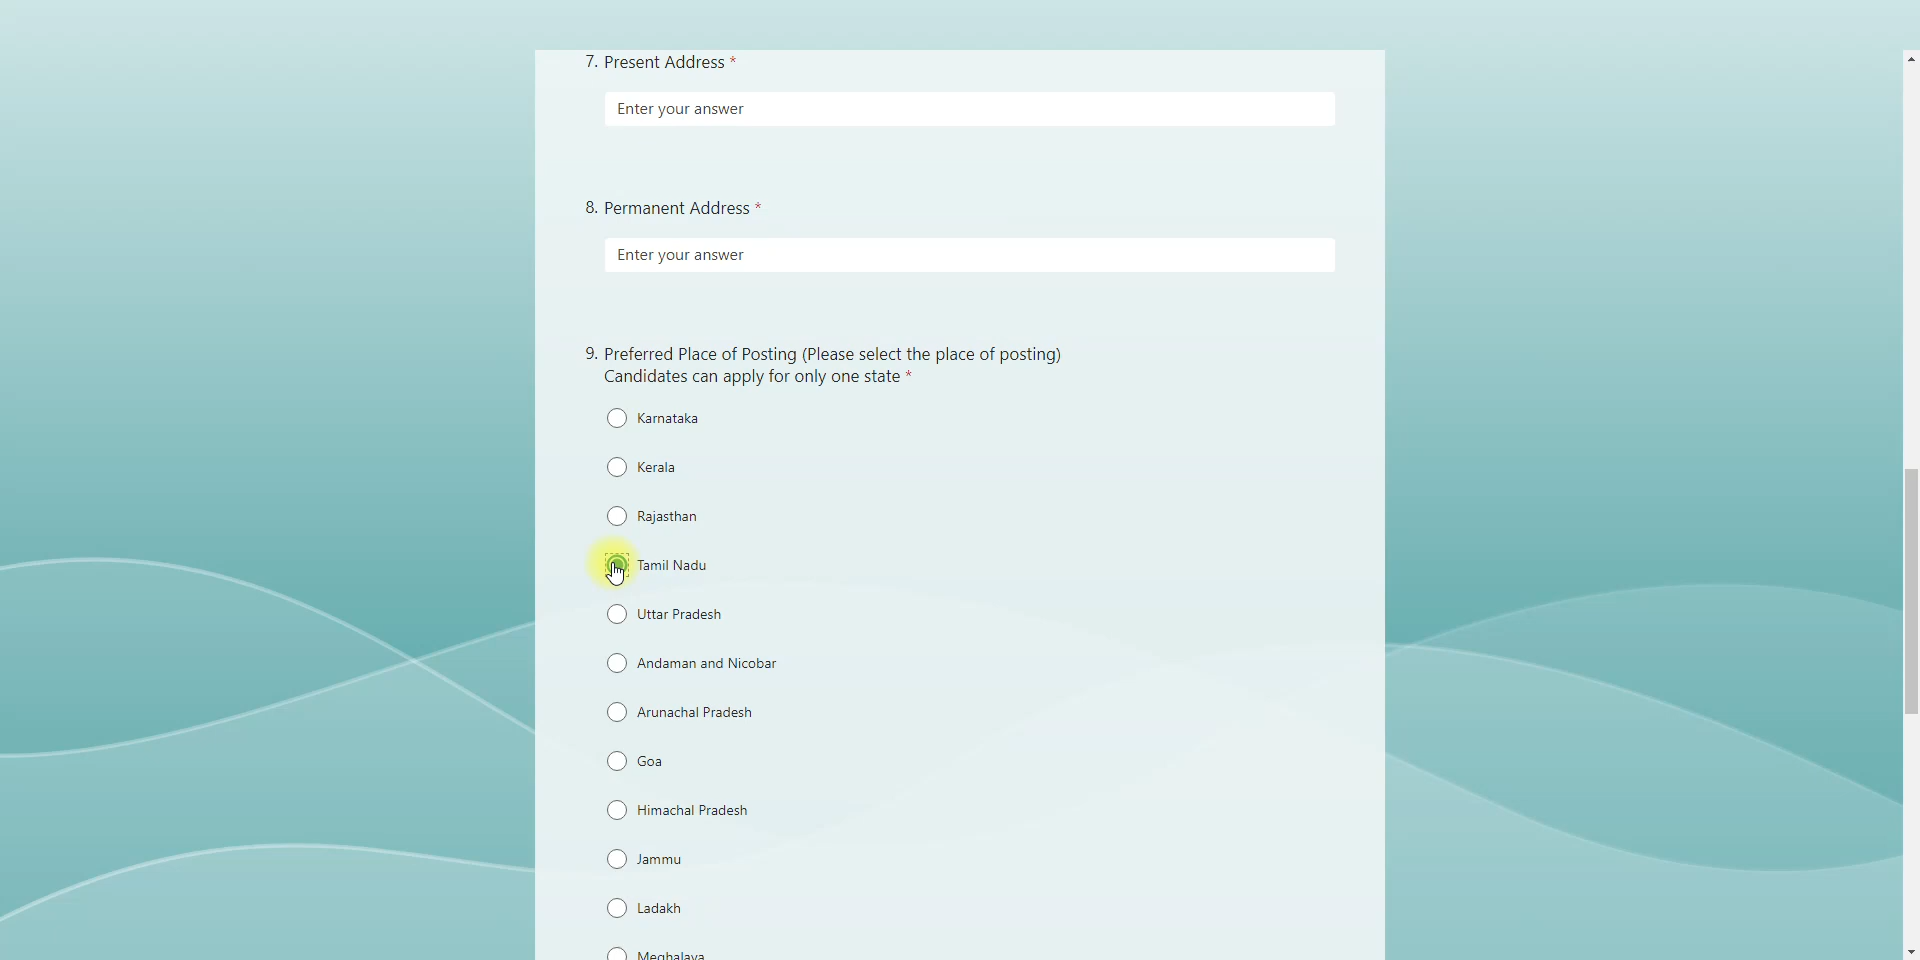 7. Present Address *
Enter your answer
8. Permanent Address *
Enter your answer
9. Preferred Place of Posting (Please select the place of posting)
Candidates can apply for only one state *
Karnataka
Kerala
Rajasthan
Tamil Nadu
Uttar Pradesh
Andaman and Nicobar
Arunachal Pradesh
Goa
Himachal Pradesh
Jammu
Ladakh
Meghalaya